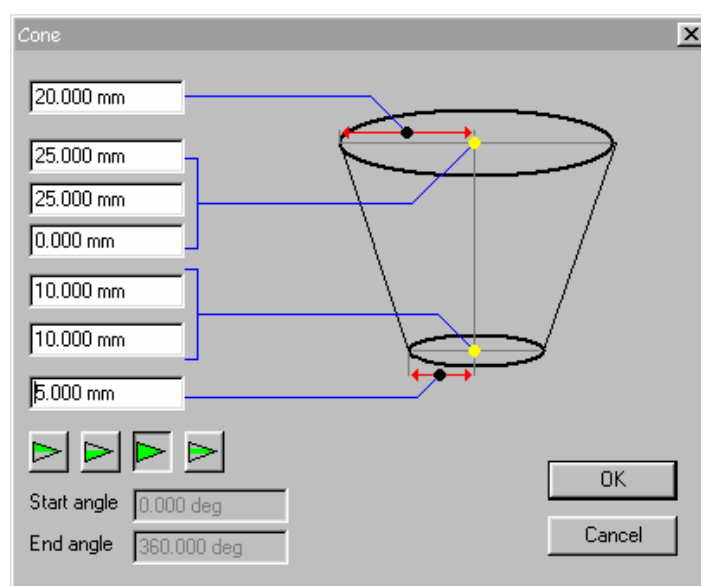 Cone
20.000 mm
25.000 mm
25.000 mm
0.000 mm
10.000 mm
10.000 mm
5.000 mm
Start angle 0.000 deg
End angle 360.000 deg
OK
Cancel